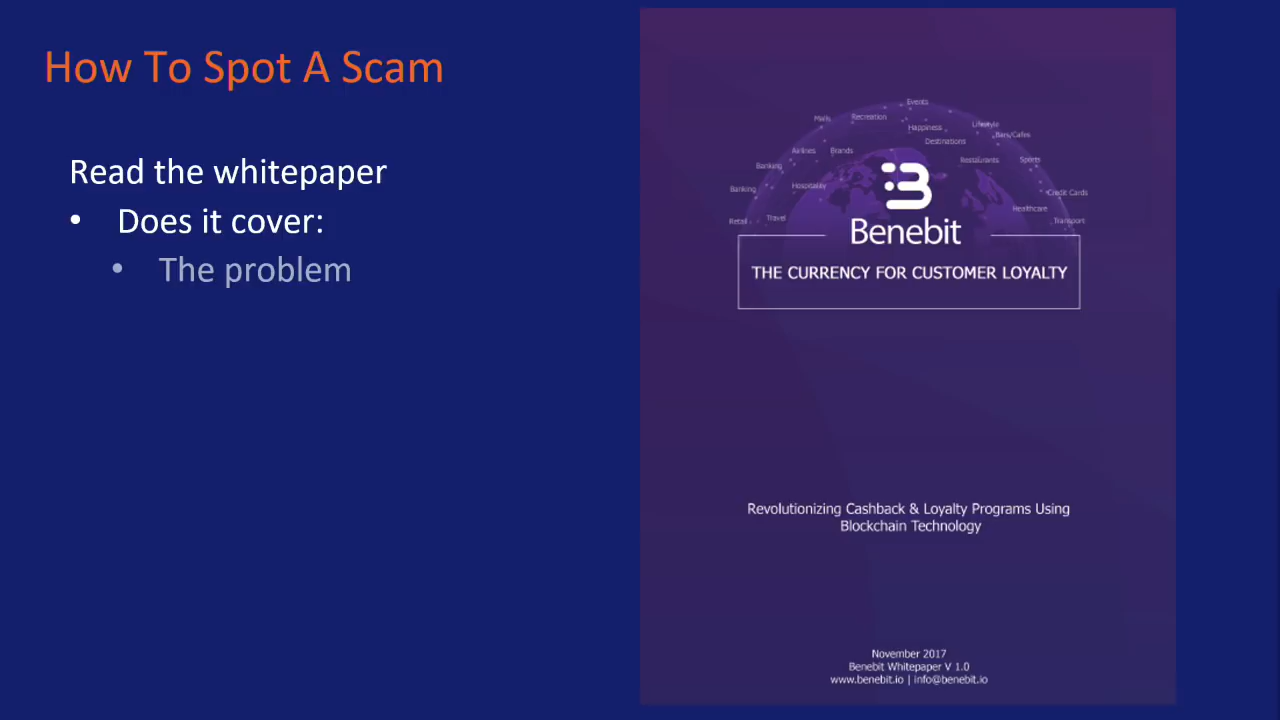 How To Spot A Scam
Read the whitepaper
• Does it cover:
• The problem
Events
Malls
Recreation
Happiness
Lifestyle
Bars/Cafes
Destinations
Airlines
Brands
Restaurants
Sports
Banking
Banking
Hospitality
Credit Cards
Healthcare
Retail
Travel
Transport
Benebit
THE CURRENCY FOR CUSTOMER LOYALTY
Revolutionizing Cashback & Loyalty Programs Using
Blockchain Technology
November 2017
Benebit Whitepaper V 1.0
www.benebit.io | info@benebit.io